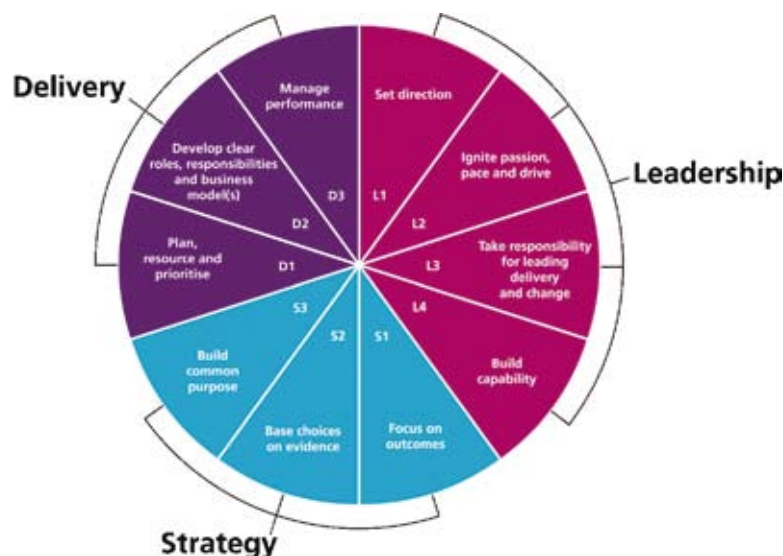 Delivery
Leadership
Strategy
Set direction
L1
Ignite passion,
pace and drive
L2
Take responsibility
for leading
delivery
and change
L3
Build
capability
L4
Focus on
outcomes
S1
Base choices
on evidence
S2
Build
common
purpose
S3
Plan,
resource and
prioritise
D1
Develop clear
roles, responsibilities
and business
model(s)
D2
Manage
performance
D3